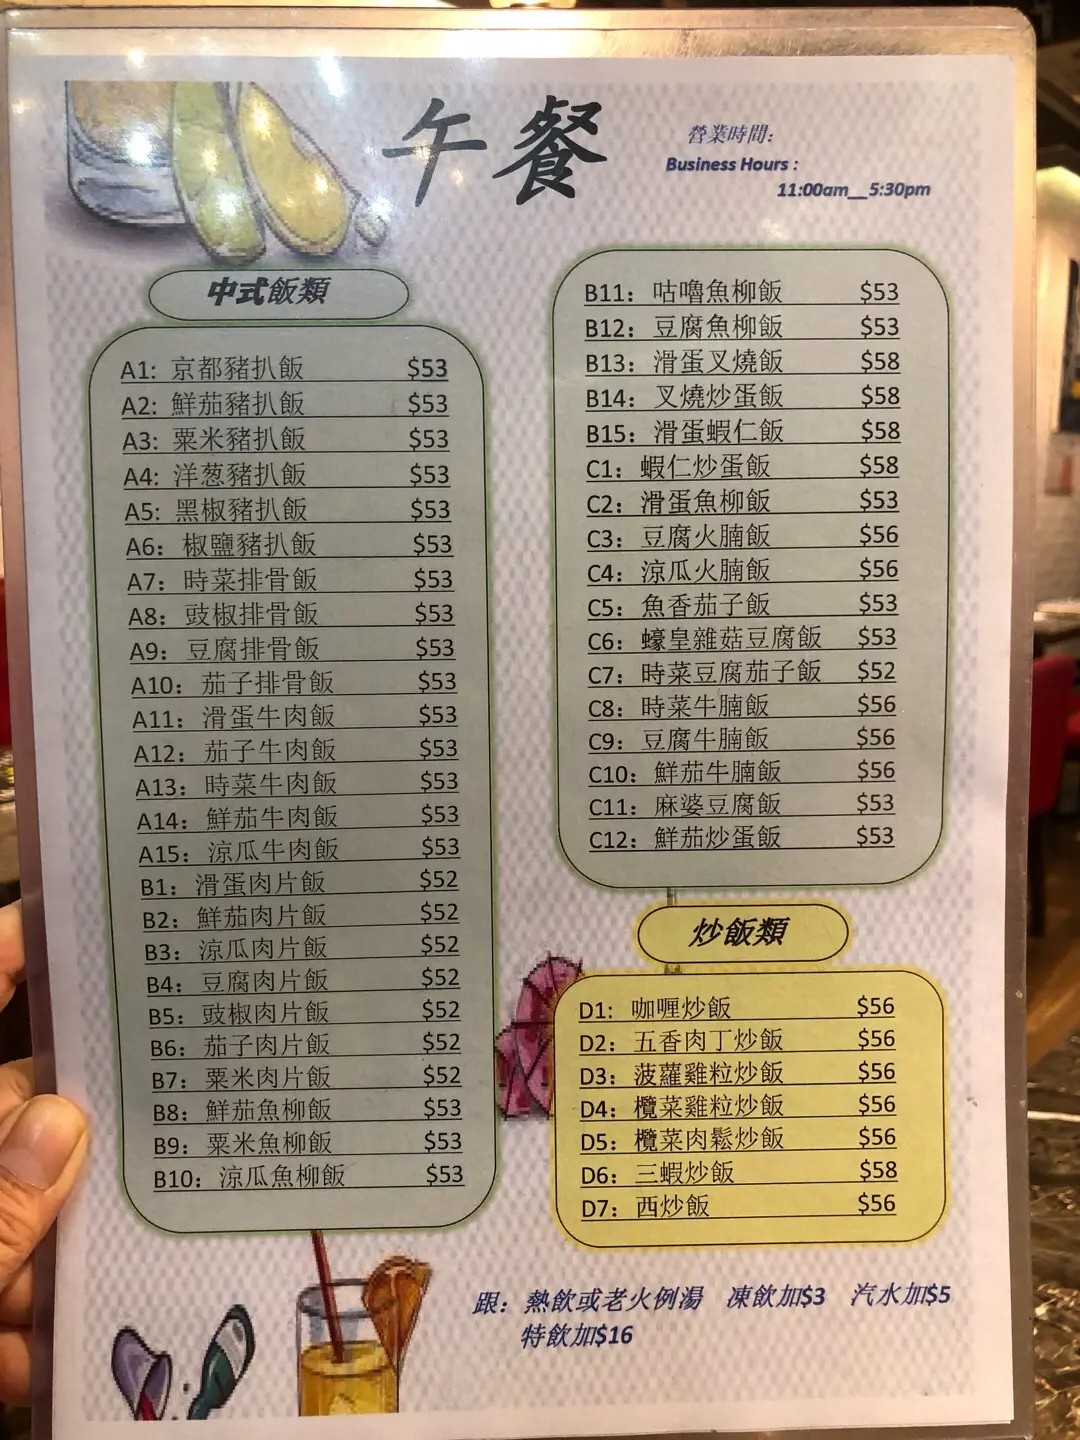 午餐
營業時間：
Business Hours :
11:00am__5:30pm
中式飯類
A1: 京都豬扒飯 $53
A2: 鮮茄豬扒飯 $53
A3: 粟米豬扒飯 $53
A4: 洋葱豬扒飯 $53
A5: 黑椒豬扒飯 $53
A6： 椒鹽豬扒飯 $53
A7： 時菜排骨飯 $53
A8： 豉椒排骨飯 $53
A9： 豆腐排骨飯 $53
A10： 茄子排骨飯 $53
A11： 滑蛋牛肉飯 $53
A12： 茄子牛肉飯 $53
A13： 時菜牛肉飯 $53
A14： 鮮茄牛肉飯 $53
A15： 涼瓜牛肉飯 $53
B1： 滑蛋肉片飯 $52
B2： 鮮茄肉片飯 $52
B3： 涼瓜肉片飯 $52
B4： 豆腐肉片飯 $52
B5： 豉椒肉片飯 $52
B6： 茄子肉片飯 $52
B7： 粟米肉片飯 $52
B8： 鮮茄魚柳飯 $53
B9： 粟米魚柳飯 $53
B10： 涼瓜魚柳飯 $53
B11： 咕嚕魚柳飯 $53
B12： 豆腐魚柳飯 $53
B13： 滑蛋叉燒飯 $58
B14： 叉燒炒蛋飯 $58
B15： 滑蛋蝦仁飯 $58
C1： 蝦仁炒蛋飯 $58
C2： 滑蛋魚柳飯 $53
C3： 豆腐火腩飯 $56
C4： 涼瓜火腩飯 $56
C5： 魚香茄子飯 $53
C6： 蠔皇雜菇豆腐飯 $53
C7： 時菜豆腐茄子飯 $52
C8： 時菜牛腩飯 $56
C9： 豆腐牛腩飯 $56
C10： 鮮茄牛腩飯 $56
C11： 麻婆豆腐飯 $53
C12： 鮮茄炒蛋飯 $53
炒飯類
D1: 咖喱炒飯 $56
D2： 五香肉丁炒飯 $56
D3： 菠蘿雞粒炒飯 $56
D4： 欖菜雞粒炒飯 $56
D5： 欖菜肉鬆炒飯 $56
D6： 三蝦炒飯 $58
D7： 西炒飯 $56
跟：熱飲或老火例湯 凍飲加$3 汽水加$5
特飲加$16